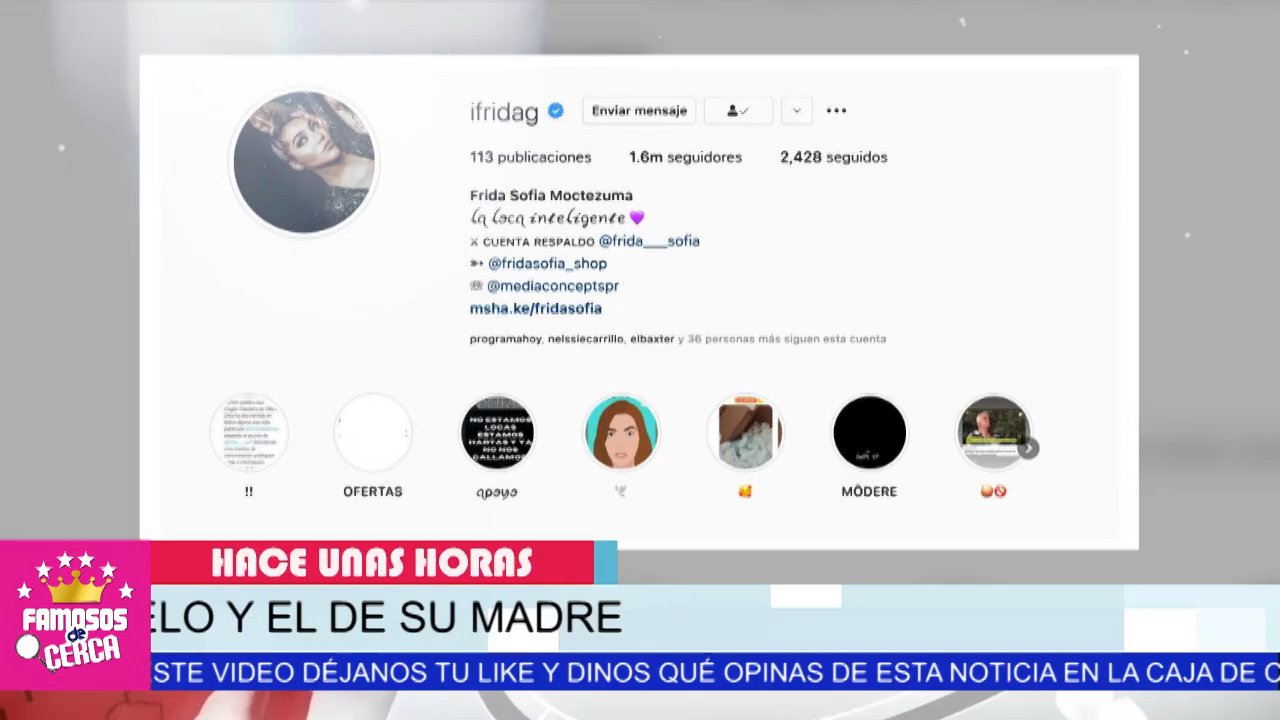 ifridag Enviar mensaje
113 publicaciones 1.6m seguidores 2,428 seguidos
Frida Sofia Moctezuma
la loca inteligente
CUENTA RESPALDO @frida___sofia
@fridasofia_shop
@mediaconceptspr
msha.ke/fridasofia
programahoy, nelssiecarrillo, elbaxter y 36 personas más siguen esta cuenta
NO ESTAMOS
LOCAS
ESTAMOS
HARTAS Y YA
NO NOS
CALLAMOS
!! OFERTAS apoyo MÔDERE
HACE UNAS HORAS
ELO Y EL DE SU MADRE
FAMOSOS
de
CERCA
ESTE VIDEO DÉJANOS TU LIKE Y DINOS QUÉ OPINAS DE ESTA NOTICIA EN LA CAJA DE C